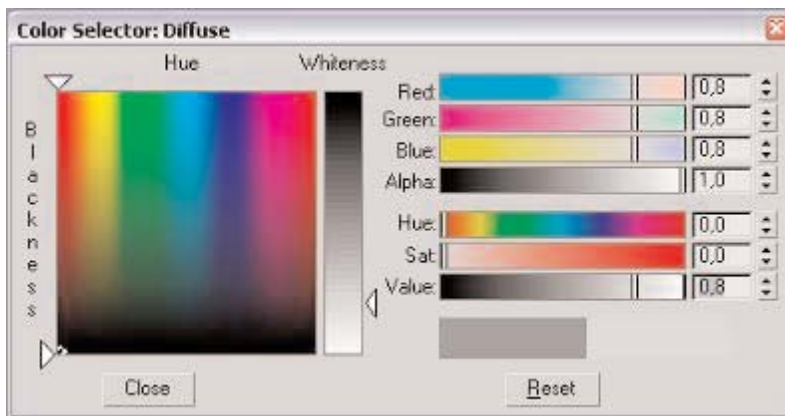 Color Selector: Diffuse
Hue
Whiteness
Blackness
Red:
0,8
Green:
0,8
Blue:
0,8
Alpha:
1,0
Hue:
0,0
Sat:
0,0
Value:
0,8
Close
Reset